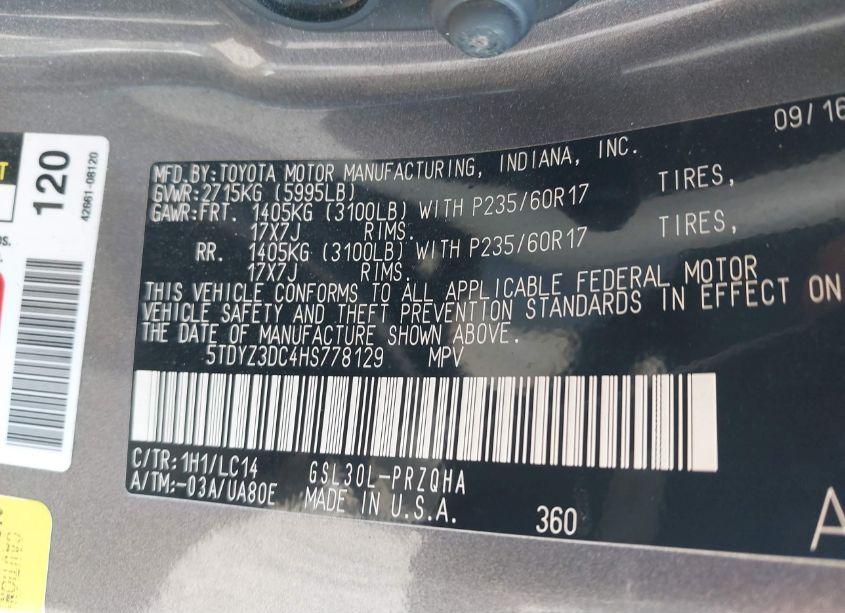 09/16
MFD.BY:TOYOTA MOTOR MANUFACTURING, INDIANA, INC.
GVWR:2715KG (5995LB)
GAWR:FRT. 1405KG (3100LB) WITH P235/60R17 TIRES,
17X7J RIMS.
RR. 1405KG (3100LB) WITH P235/60R17 TIRES,
17X7J RIMS.
THIS VEHICLE CONFORMS TO ALL APPLICABLE FEDERAL MOTOR
VEHICLE SAFETY AND THEFT PREVENTION STANDARDS IN EFFECT ON
THE DATE OF MANUFACTURE SHOWN ABOVE.
5TDYZ3DC4HS778129 MPV
C/TR:1H1/LC14 GSL30L-PRZQHA
A/TM:-03A/UA80E MADE IN U.S.A. 360
A
120
42661-08120
CAUTION